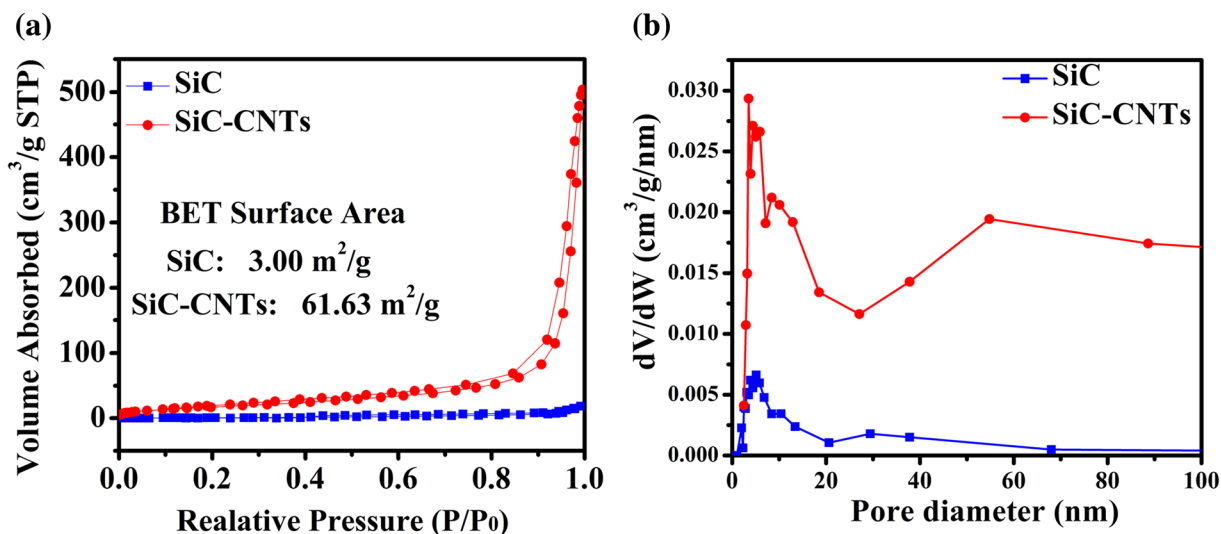 (a)
Volume Absorbed (cm³/g STP)
500
400
300
200
100
0
SiC
SiC-CNTs
BET Surface Area
SiC: 3.00 m²/g
SiC-CNTs: 61.63 m²/g
0.0 0.2 0.4 0.6 0.8 1.0
Realative Pressure (P/P₀)
(b)
dV/dW (cm³/g/nm)
0.030
0.025
0.020
0.015
0.010
0.005
0.000
SiC
SiC-CNTs
0 20 40 60 80 100
Pore diameter (nm)